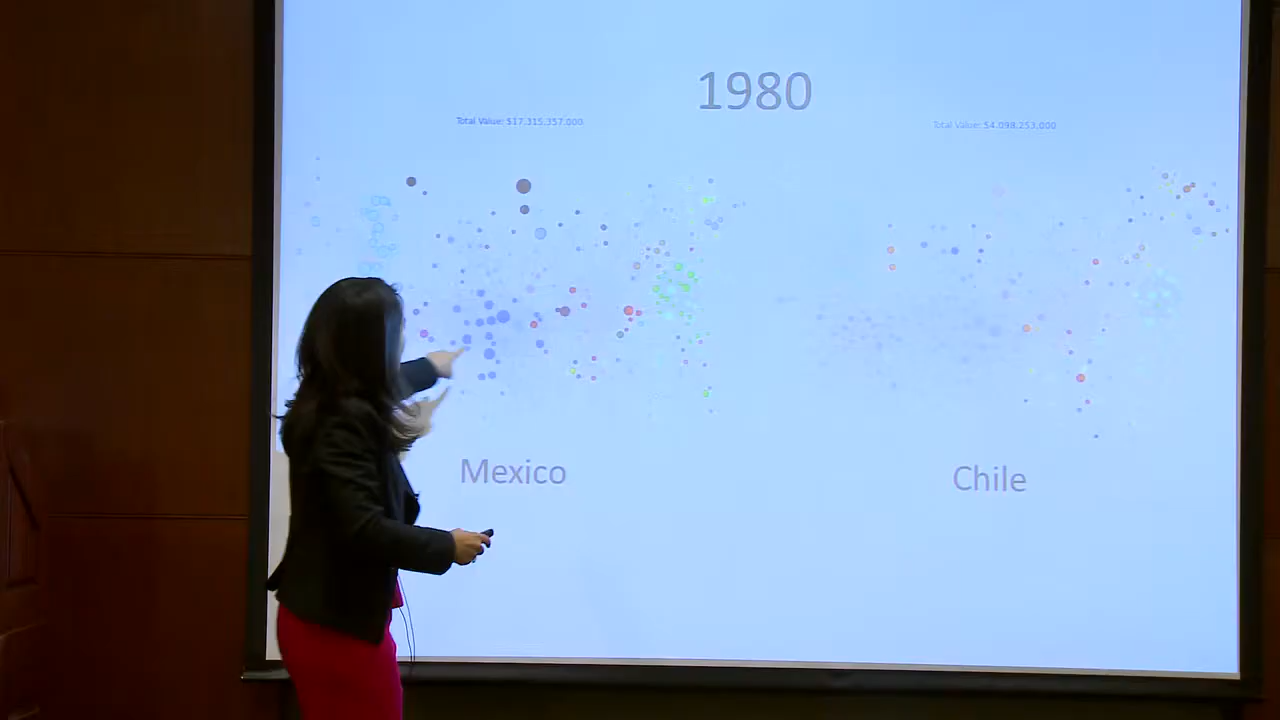 1980
Total Value: $17,315,357,000
Total Value: $4,098,253,000
Mexico
Chile